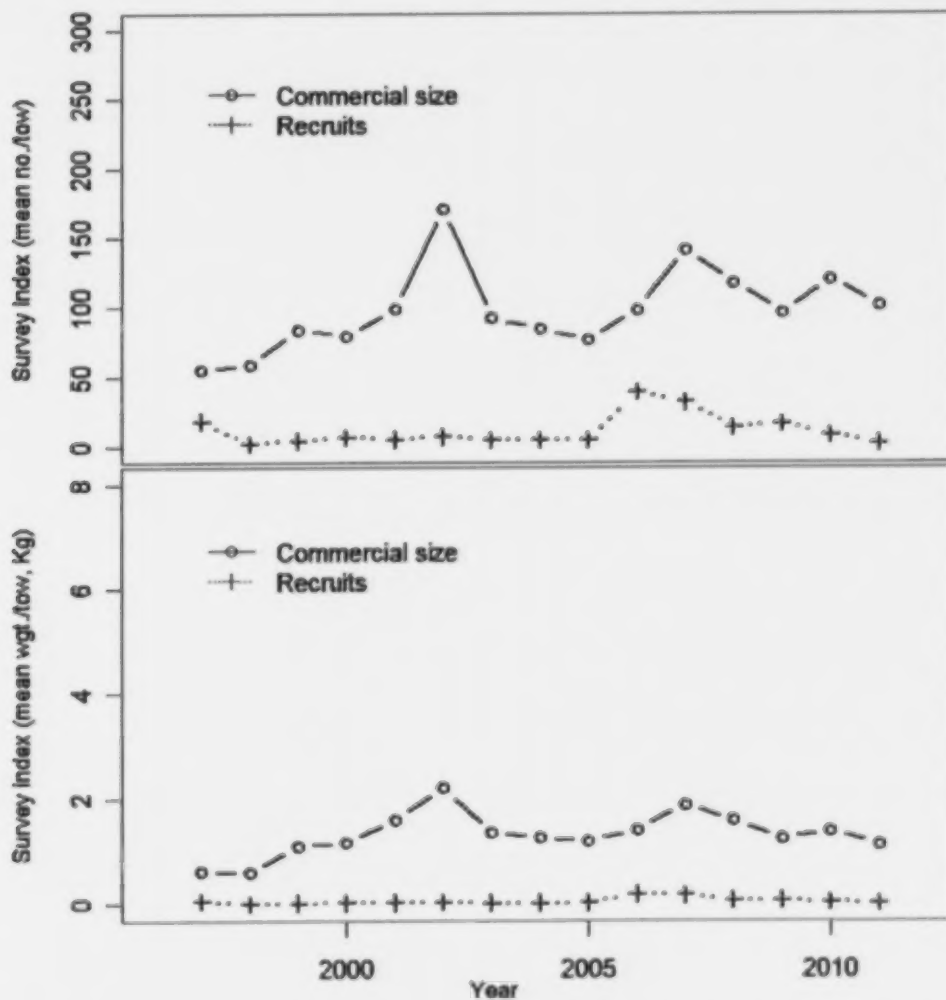 Survey Index (mean no./tow)
300
250
200
150
100
50
0
Commercial size
Recruits
Survey Index (mean wgt./tow, Kg)
8
6
4
2
0
Commercial size
Recruits
2000
2005
2010
Year